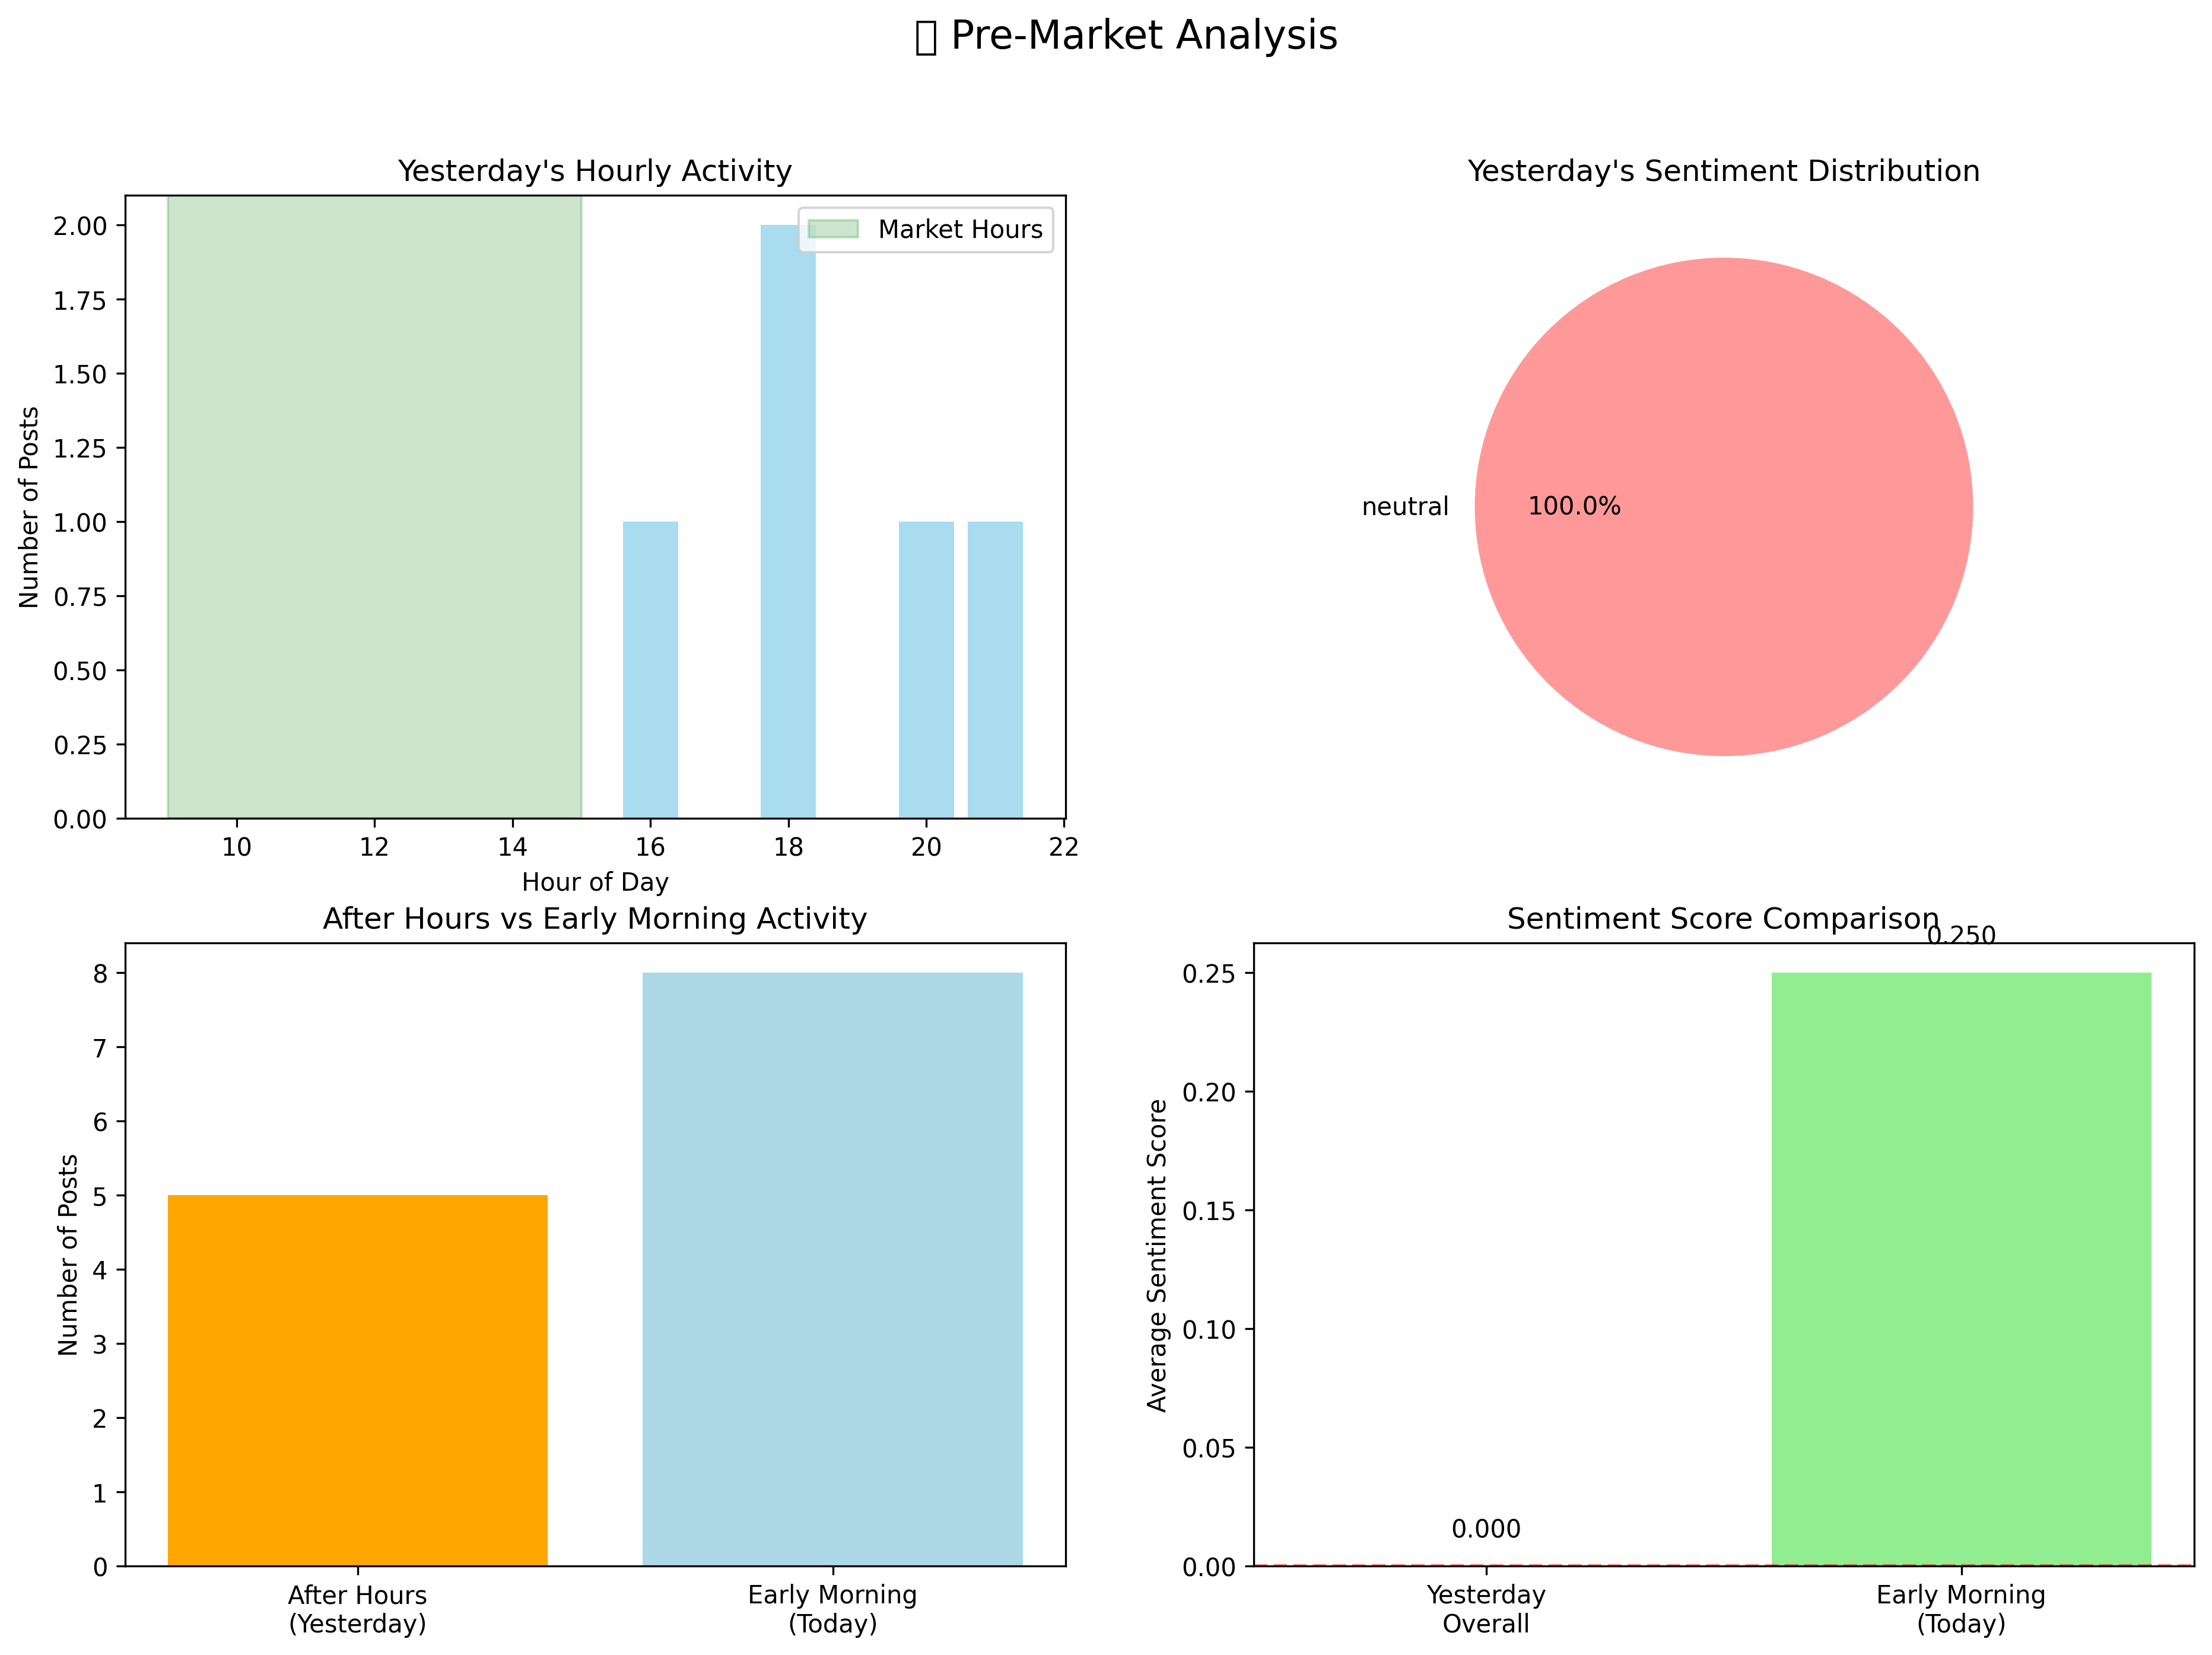 Pre-Market Analysis
Yesterday's Hourly Activity
Market Hours
Number of Posts
2.00
1.75
1.50
1.25
1.00
0.75
0.50
0.25
0.00
10 12 14 16 18 20 22
Hour of Day
Yesterday's Sentiment Distribution
neutral
100.0%
After Hours vs Early Morning Activity
Number of Posts
8
7
6
5
4
3
2
1
0
After Hours
(Yesterday)
Early Morning
(Today)
Sentiment Score Comparison
0.250
Average Sentiment Score
0.25
0.20
0.15
0.10
0.05
0.00
0.000
Yesterday
Overall
Early Morning
(Today)